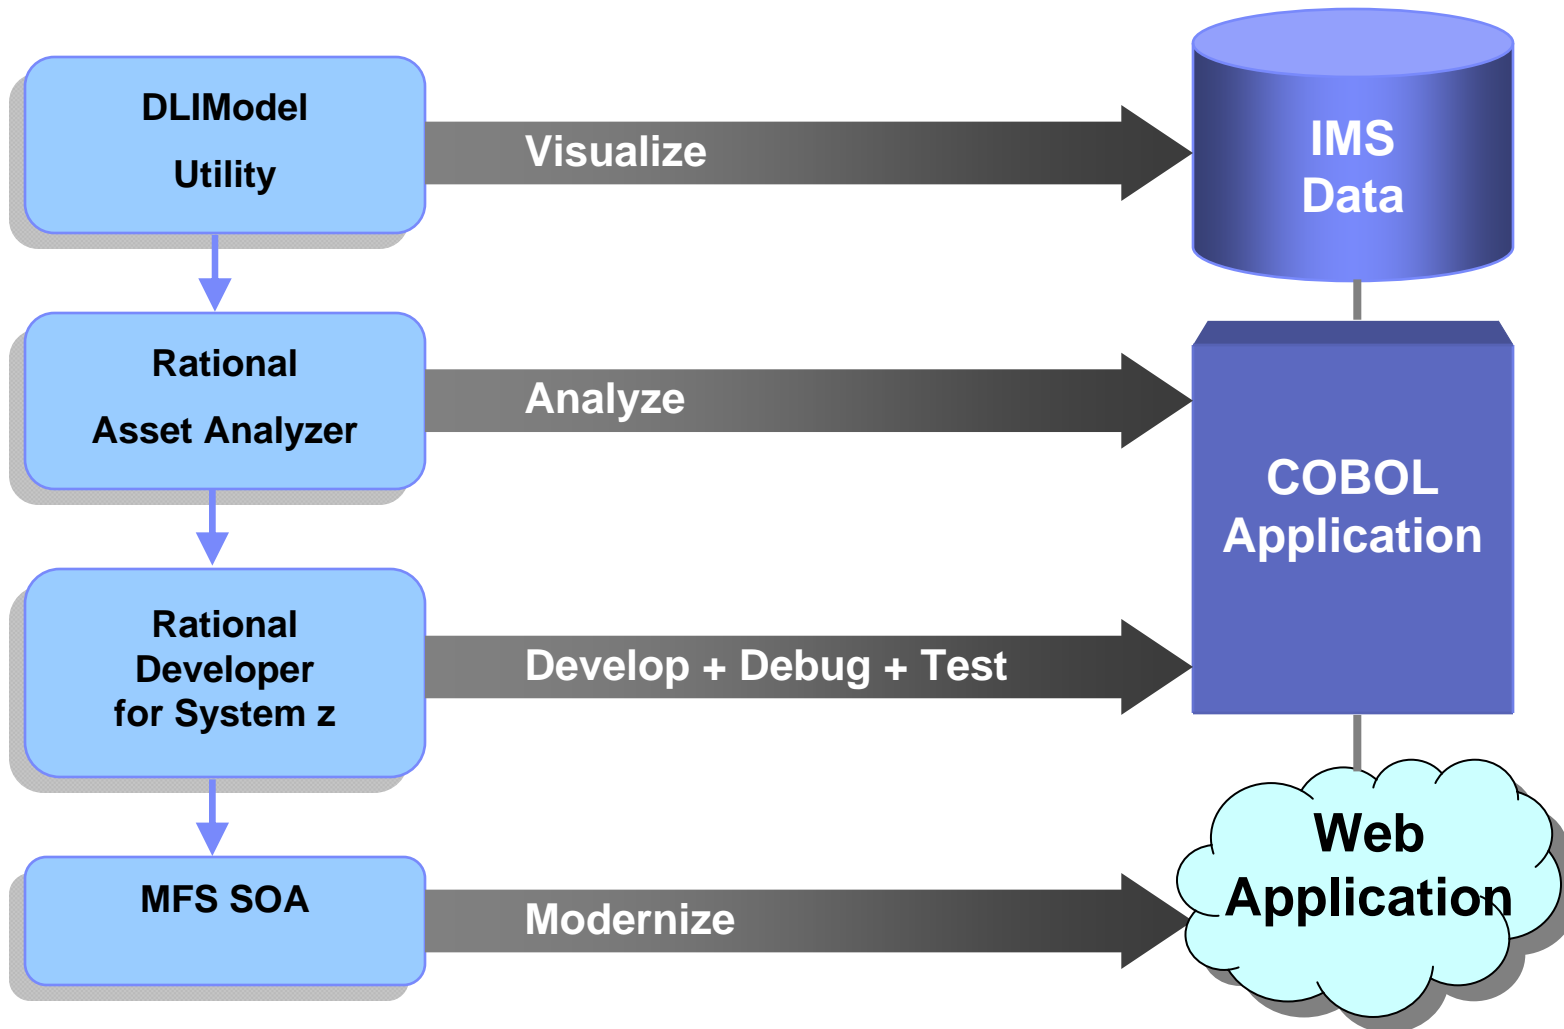 DLIModel
Utility
Visualize
IMS
Data
Rational
Asset Analyzer
Analyze
COBOL
Application
Rational
Developer
for System z
Develop + Debug + Test
MFS SOA
Modernize
Web
Application